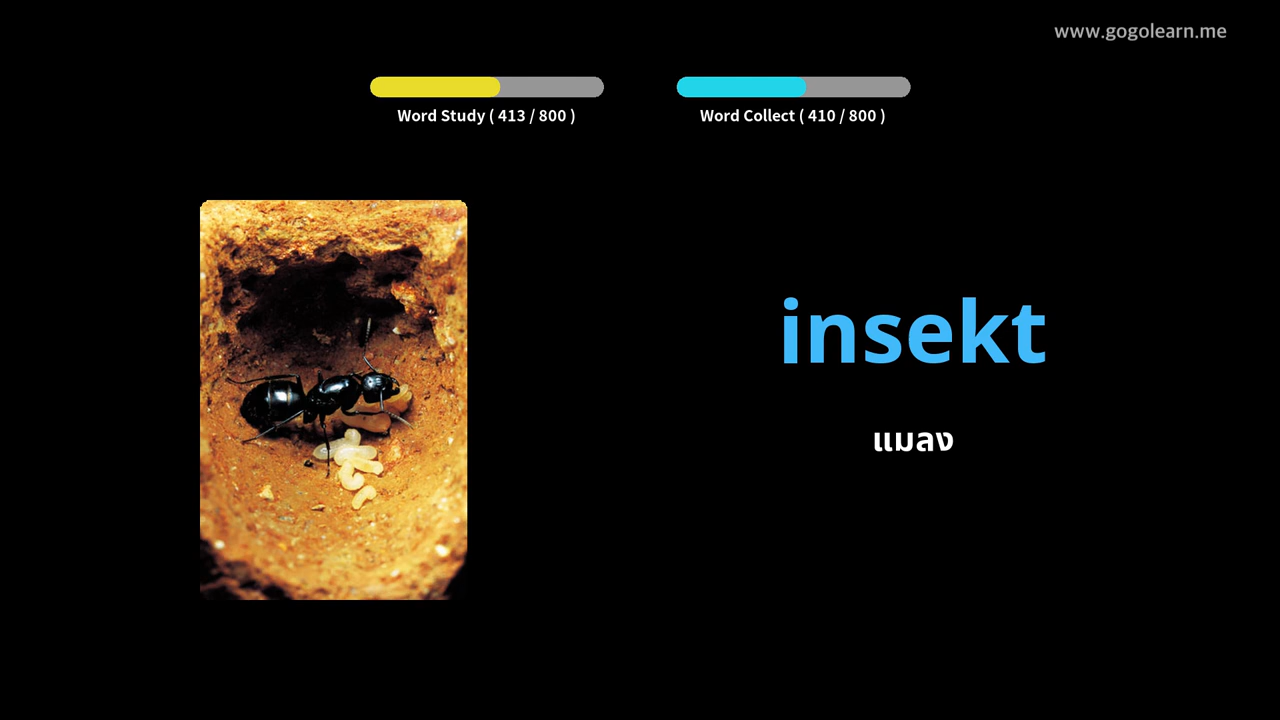 www.gogolearn.me
Word Study ( 413 / 800 )
Word Collect ( 410 / 800 )
insekt
แมลง